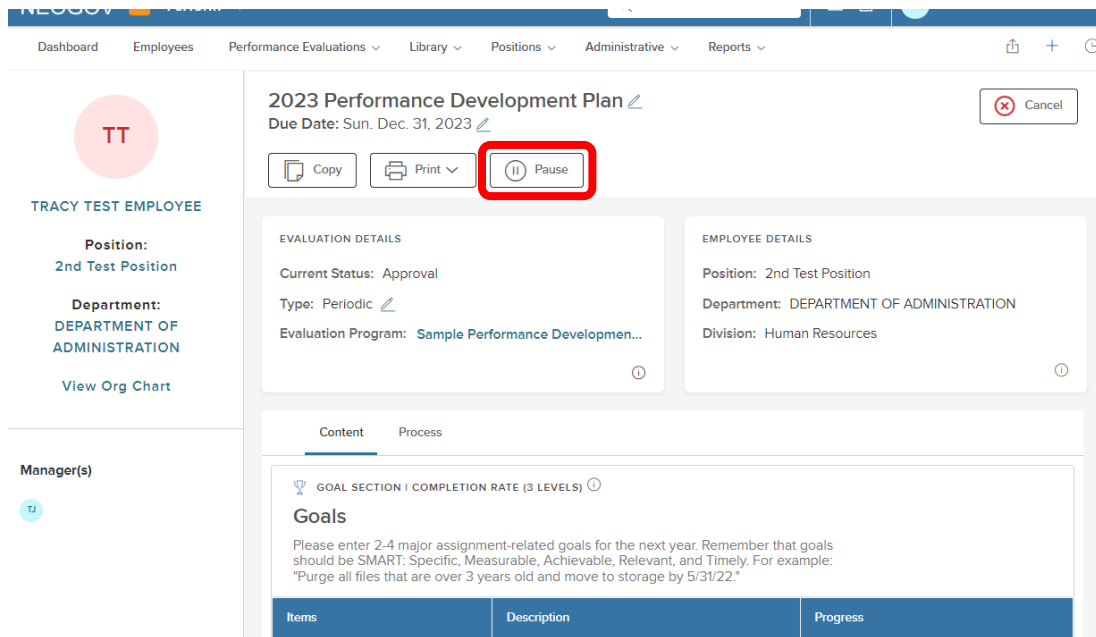 NEOGOV
Dashboard Employees Performance Evaluations Library Positions Administrative Reports
TT
TRACY TEST EMPLOYEE
Position:
2nd Test Position
Department:
DEPARTMENT OF
ADMINISTRATION
View Org Chart
Manager(s)
TJ
2023 Performance Development Plan
Due Date: Sun. Dec. 31, 2023
Cancel
Copy Print Pause
EVALUATION DETAILS
Current Status: Approval
Type: Periodic
Evaluation Program: Sample Performance Developmen...
EMPLOYEE DETAILS
Position: 2nd Test Position
Department: DEPARTMENT OF ADMINISTRATION
Division: Human Resources
Content Process
GOAL SECTION | COMPLETION RATE (3 LEVELS)
Goals
Please enter 2-4 major assignment-related goals for the next year. Remember that goals
should be SMART: Specific, Measurable, Achievable, Relevant, and Timely. For example:
"Purge all files that are over 3 years old and move to storage by 5/31/22."
Items Description Progress